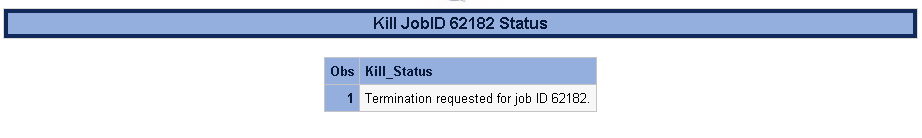 Kill JobID 62182 Status
Obs Kill_Status
1 Termination requested for job ID 62182.